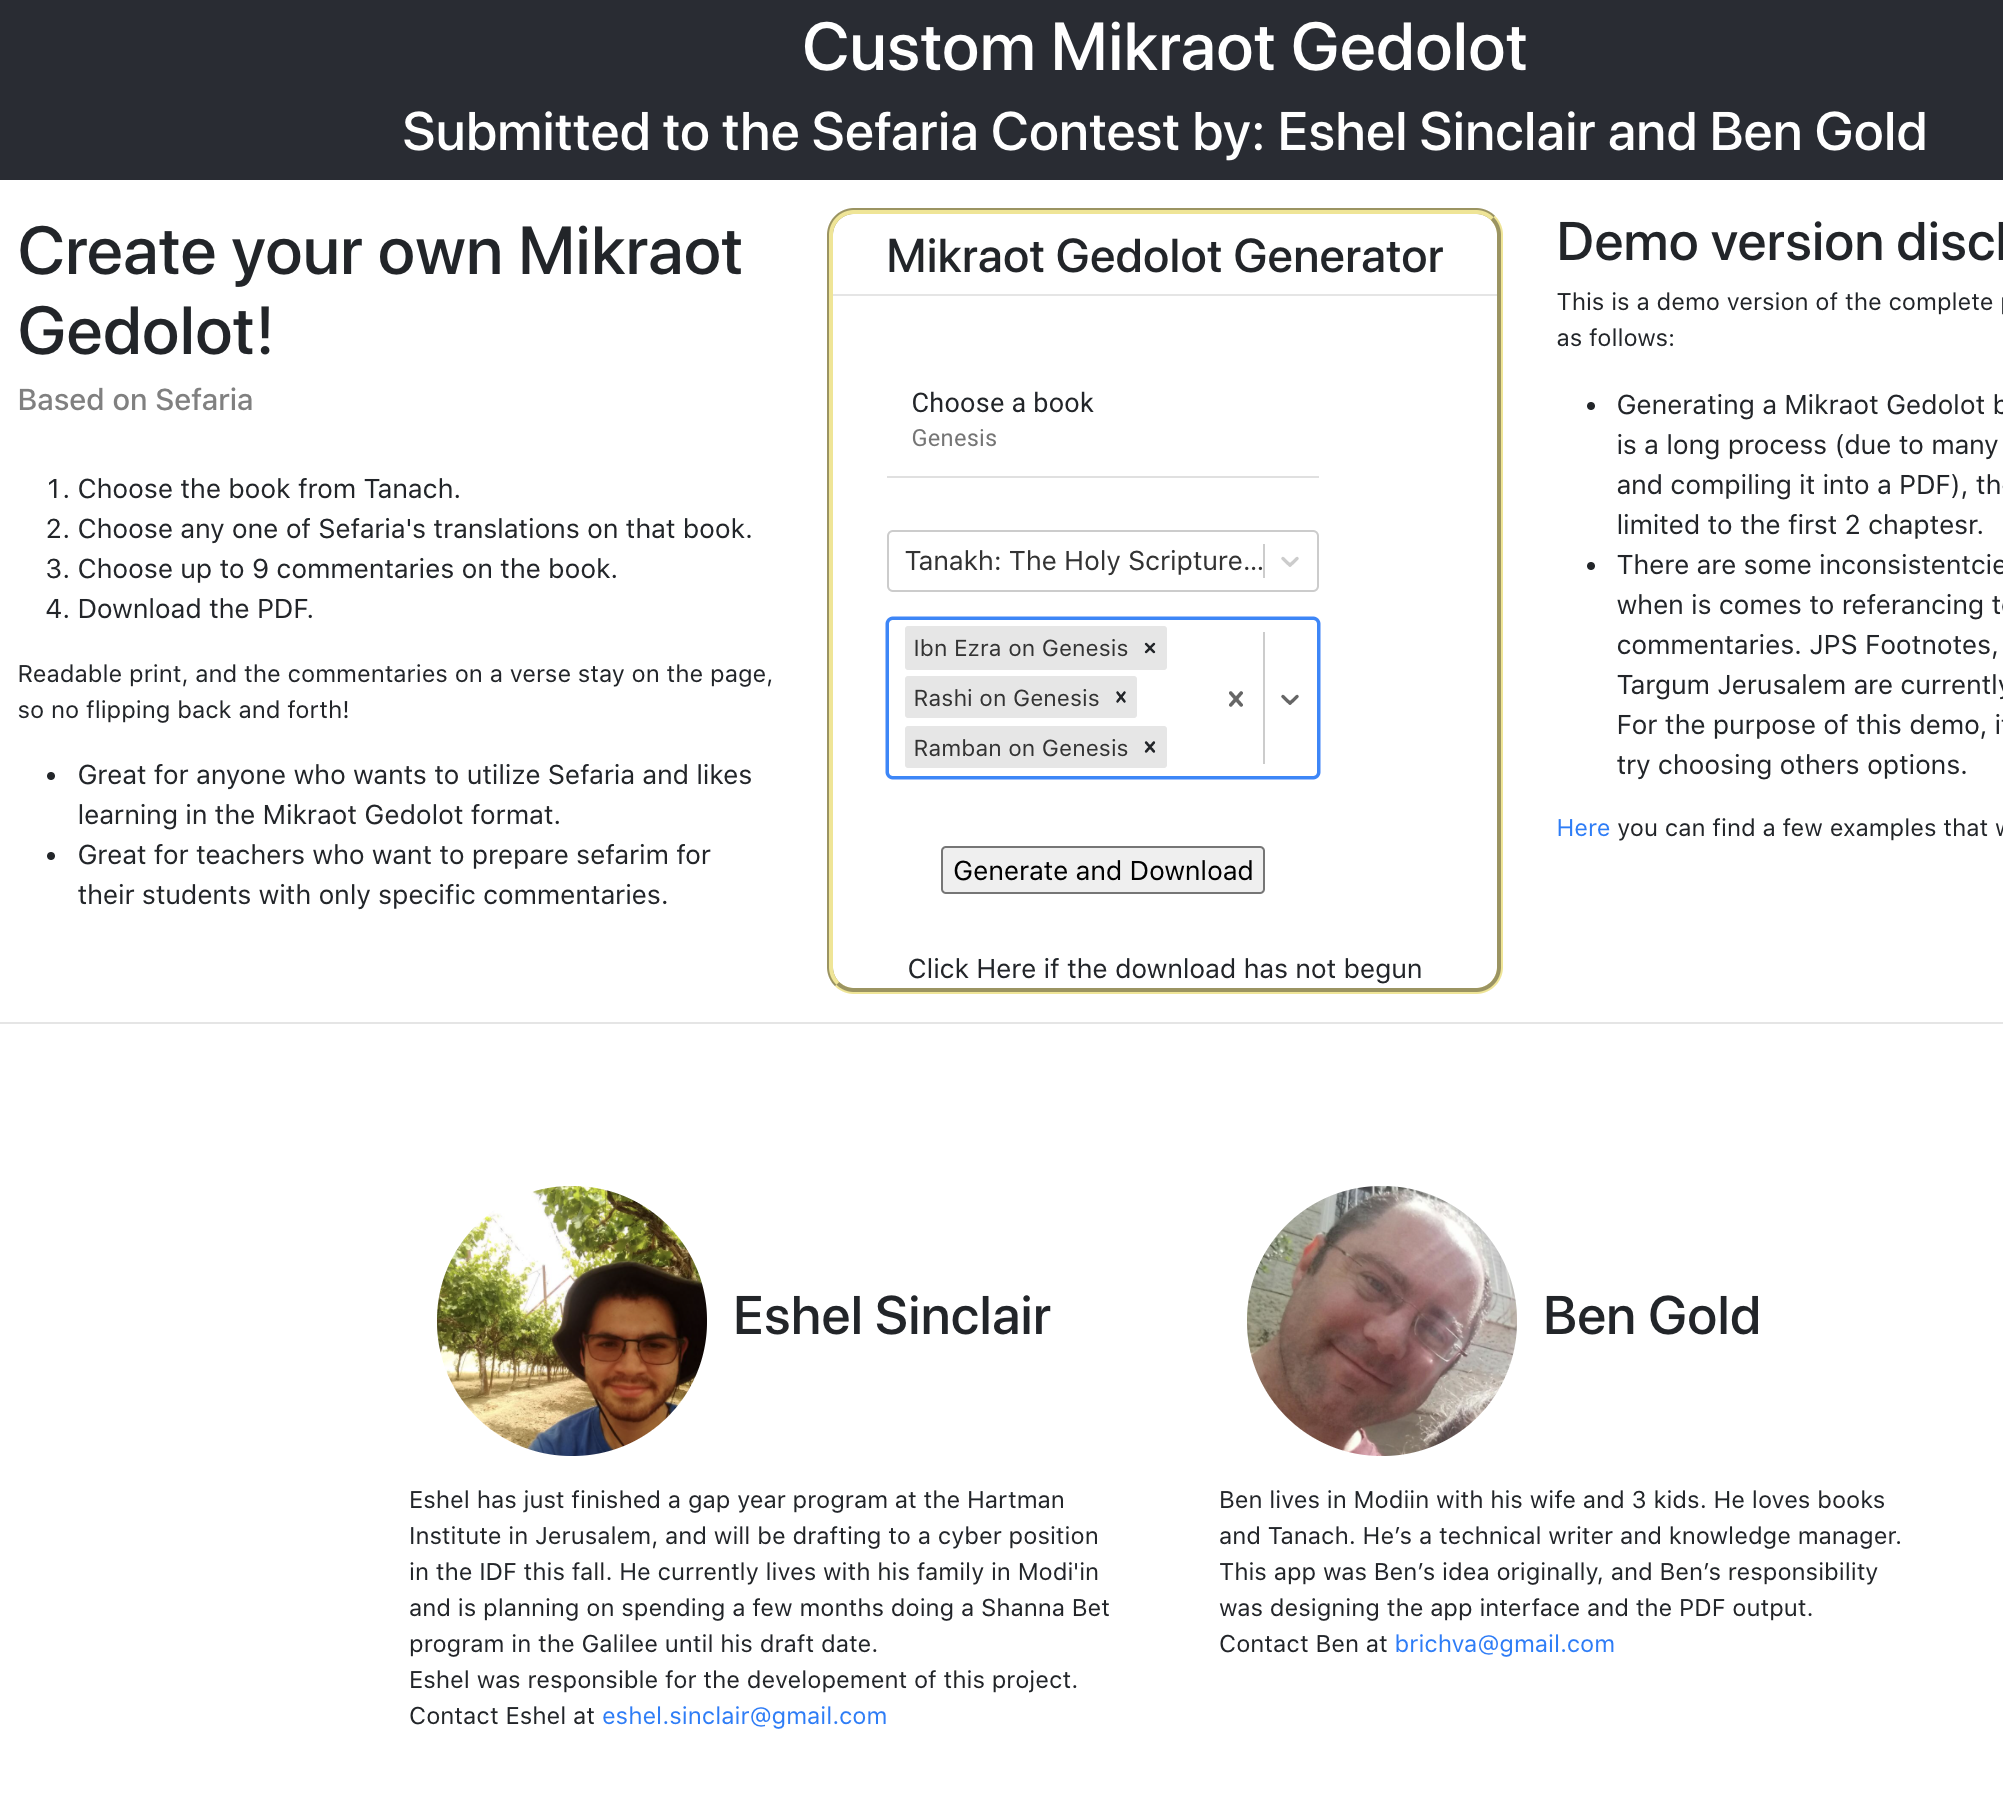 Custom Mikraot Gedolot
Submitted to the Sefaria Contest by: Eshel Sinclair and Ben Gold
Create your own Mikraot
Gedolot!
Based on Sefaria
1. Choose the book from Tanach.
2. Choose any one of Sefaria's translations on that book.
3. Choose up to 9 commentaries on the book.
4. Download the PDF.
Readable print, and the commentaries on a verse stay on the page,
so no flipping back and forth!
• Great for anyone who wants to utilize Sefaria and likes
learning in the Mikraot Gedolot format.
• Great for teachers who want to prepare sefarim for
their students with only specific commentaries.
Mikraot Gedolot Generator
Choose a book
Genesis
Tanakh: The Holy Scripture...
Ibn Ezra on Genesis ×
Rashi on Genesis ×
Ramban on Genesis ×
Generate and Download
Click Here if the download has not begun
Demo version
This is a demo version of the complete
as follows:
• Generating a Mikraot Gedolot
is a long process (due to many
and compiling it into a PDF),
limited to the first 2 chaptesr.
• There are some
when is comes to referancing
commentaries. JPS Footnotes,
Targum Jerusalem are currently
For the purpose of this demo,
try choosing others options.
Here you can find a few examples that
Eshel Sinclair
Eshel has just finished a gap year program at the Hartman
Institute in Jerusalem, and will be drafting to a cyber position
in the IDF this fall. He currently lives with his family in Modi'in
and is planning on spending a few months doing a Shanna Bet
program in the Galilee until his draft date.
Eshel was responsible for the developement of this project.
Contact Eshel at eshel.sinclair@gmail.com
Ben Gold
Ben lives in Modiin with his wife and 3 kids. He loves books
and Tanach. He’s a technical writer and knowledge manager.
This app was Ben’s idea originally, and Ben’s responsibility
was designing the app interface and the PDF output.
Contact Ben at brichva@gmail.com